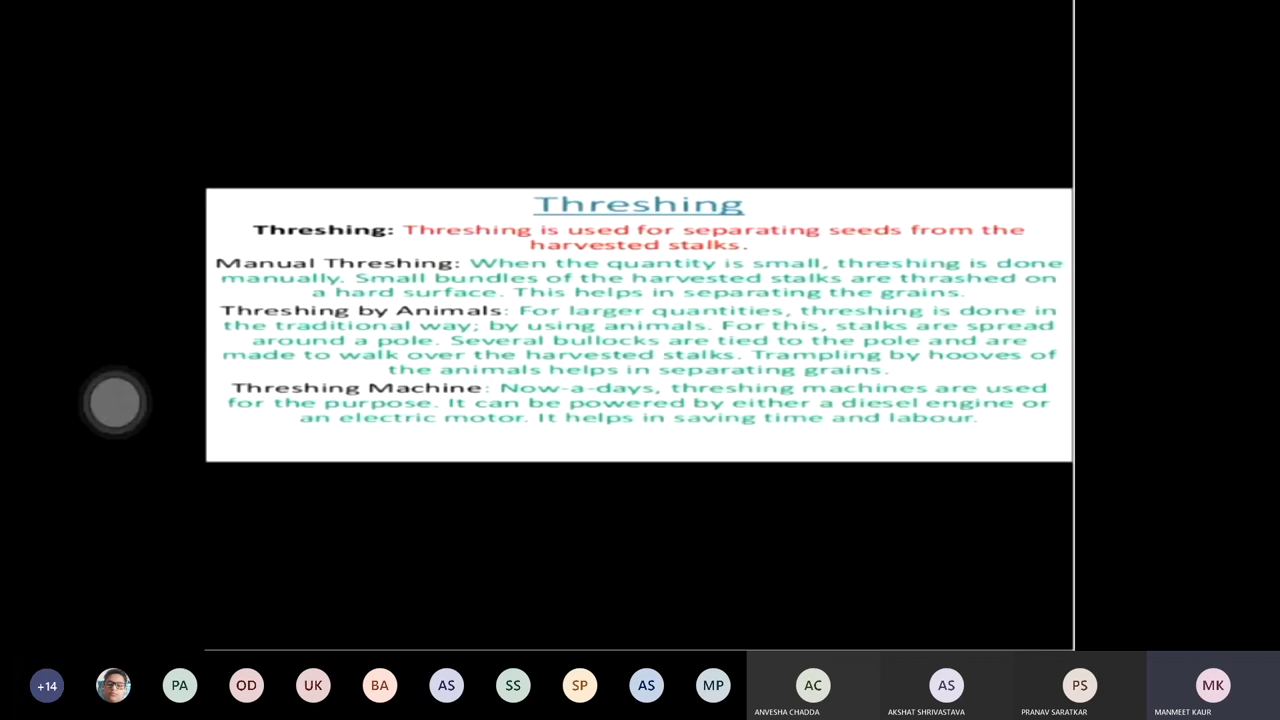 Threshing
Threshing: Threshing is used for separating seeds from the
harvested stalks.
Manual Threshing: When the quantity is small, threshing is done
manually. Small bundles of the harvested stalks are thrashed on
a hard surface. This helps in separating the grains.
Threshing by Animals: For larger quantities, threshing is done in
the traditional way; by using animals. For this, stalks are spread
around a pole. Several bullocks are tied to the pole and are
made to walk over the harvested stalks. Trampling by hooves of
the animals helps in separating grains.
Threshing Machine: Now-a-days, threshing machines are used
for the purpose. It can be powered by either a diesel engine or
an electric motor. It helps in saving time and labour.
+14 PA OD UK BA AS SS SP AS MP AC AS PS MK
ANVESHA CHADDA AKSHAT SHRIVASTAVA PRANAV SARATKAR MANMEET KAUR